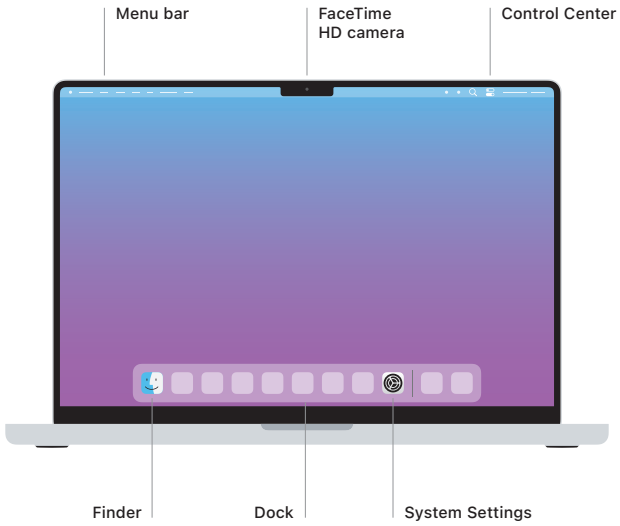 Menu bar
FaceTime
HD camera
Control Center
Finder
Dock
System Settings